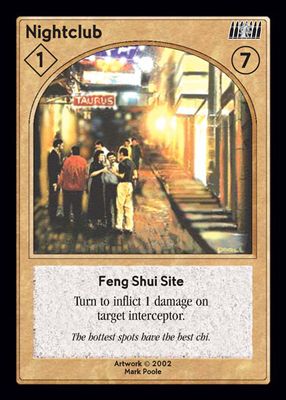 Nightclub
1
7
TAURUS
Feng Shui Site
Turn to inflict 1 damage on
target interceptor.
The hottest spots have the best chi.
Artwork © 2002
Mark Poole